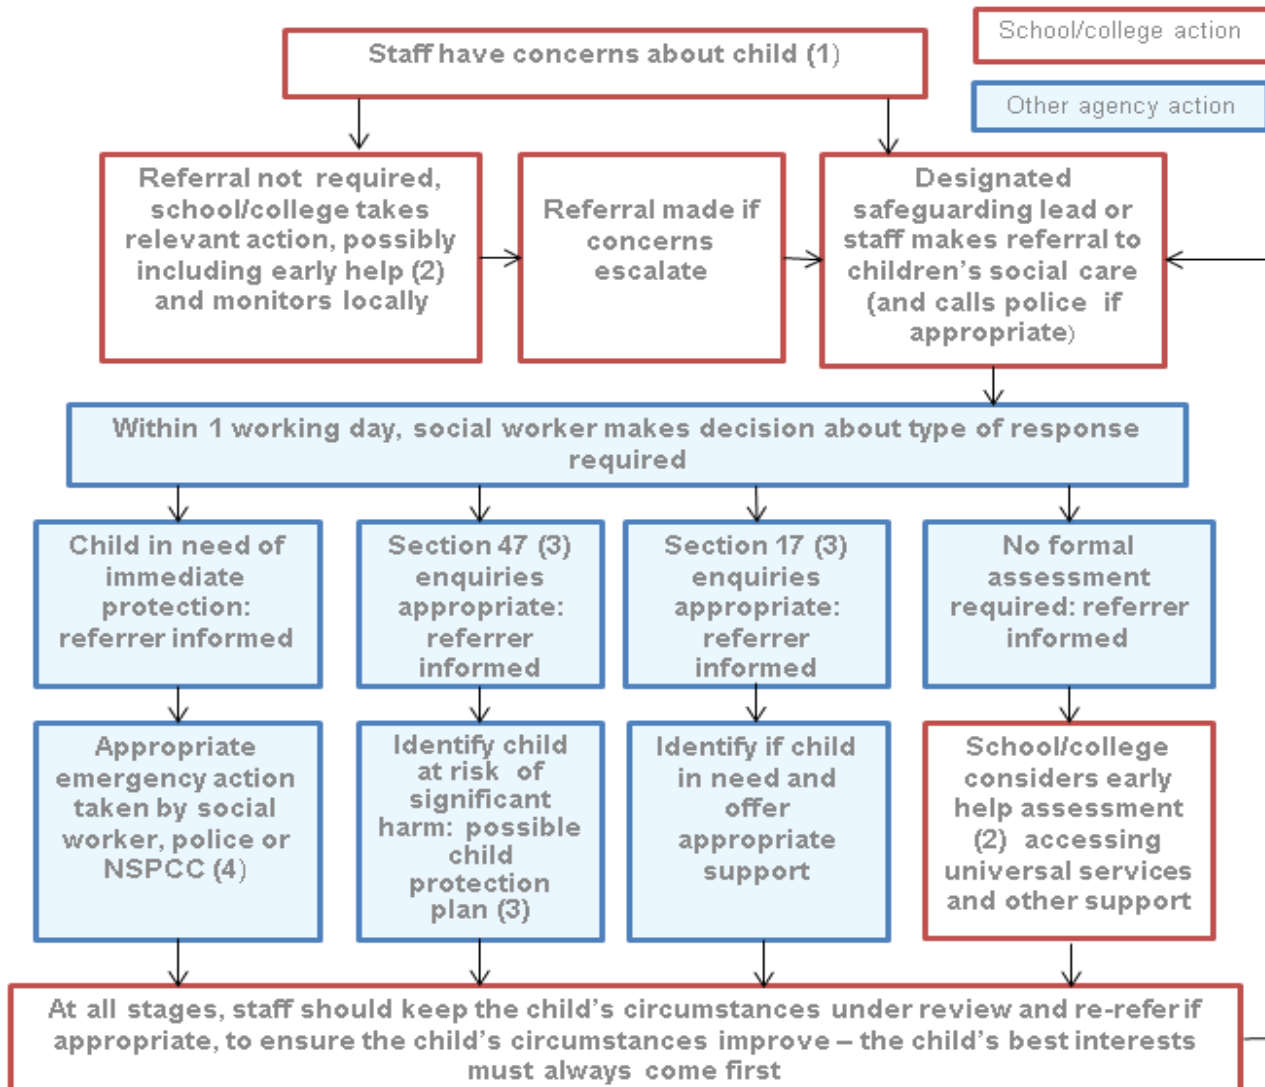 School/college action
Staff have concerns about child (1)
Other agency action
Referral not required,
school/college takes
relevant action, possibly
including early help (2)
and monitors locally
Referral made if
concerns
escalate
Designated
safeguarding lead or
staff makes referral to
children's social care
(and calls police if
appropriate)
Within 1 working day, social worker makes decision about type of response
required
Child in need of
immediate
protection:
referrer informed
Section 47 (3)
enquiries
appropriate:
referrer
informed
Section 17 (3)
enquiries
appropriate:
referrer
informed
No formal
assessment
required: referrer
informed
Appropriate
emergency action
taken by social
worker, police or
NSPCC (4)
Identify child
at risk of
significant
harm: possible
child
protection
plan (3)
Identify if child
in need and
offer
appropriate
support
School/college
considers early
help assessment
(2) accessing
universal services
and other support
At all stages, staff should keep the child's circumstances under review and re-refer if
appropriate, to ensure the child's circumstances improve – the child's best interests
must always come first